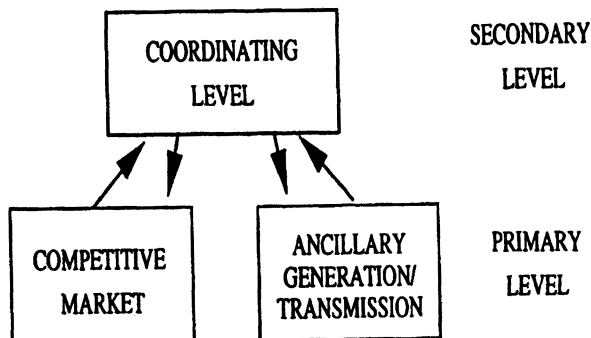 COORDINATING
LEVEL
SECONDARY
LEVEL
COMPETITIVE
MARKET
ANCILLARY
GENERATION/
TRANSMISSION
PRIMARY
LEVEL